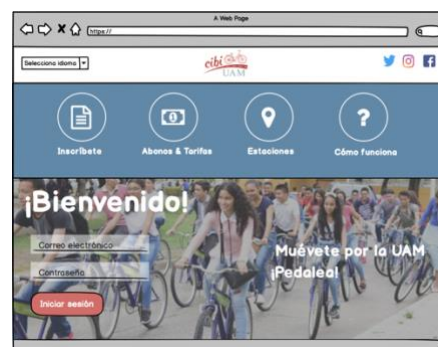 A Web Page
https://
Selecciona idioma
cibi
UAM
Inscríbete
Abonos & Tarifas
Estaciones
Cómo funciona
¡Bienvenido!
Correo electrónico
Contraseña
Muévete por la UAM
¡Pedalea!
Iniciar sesión